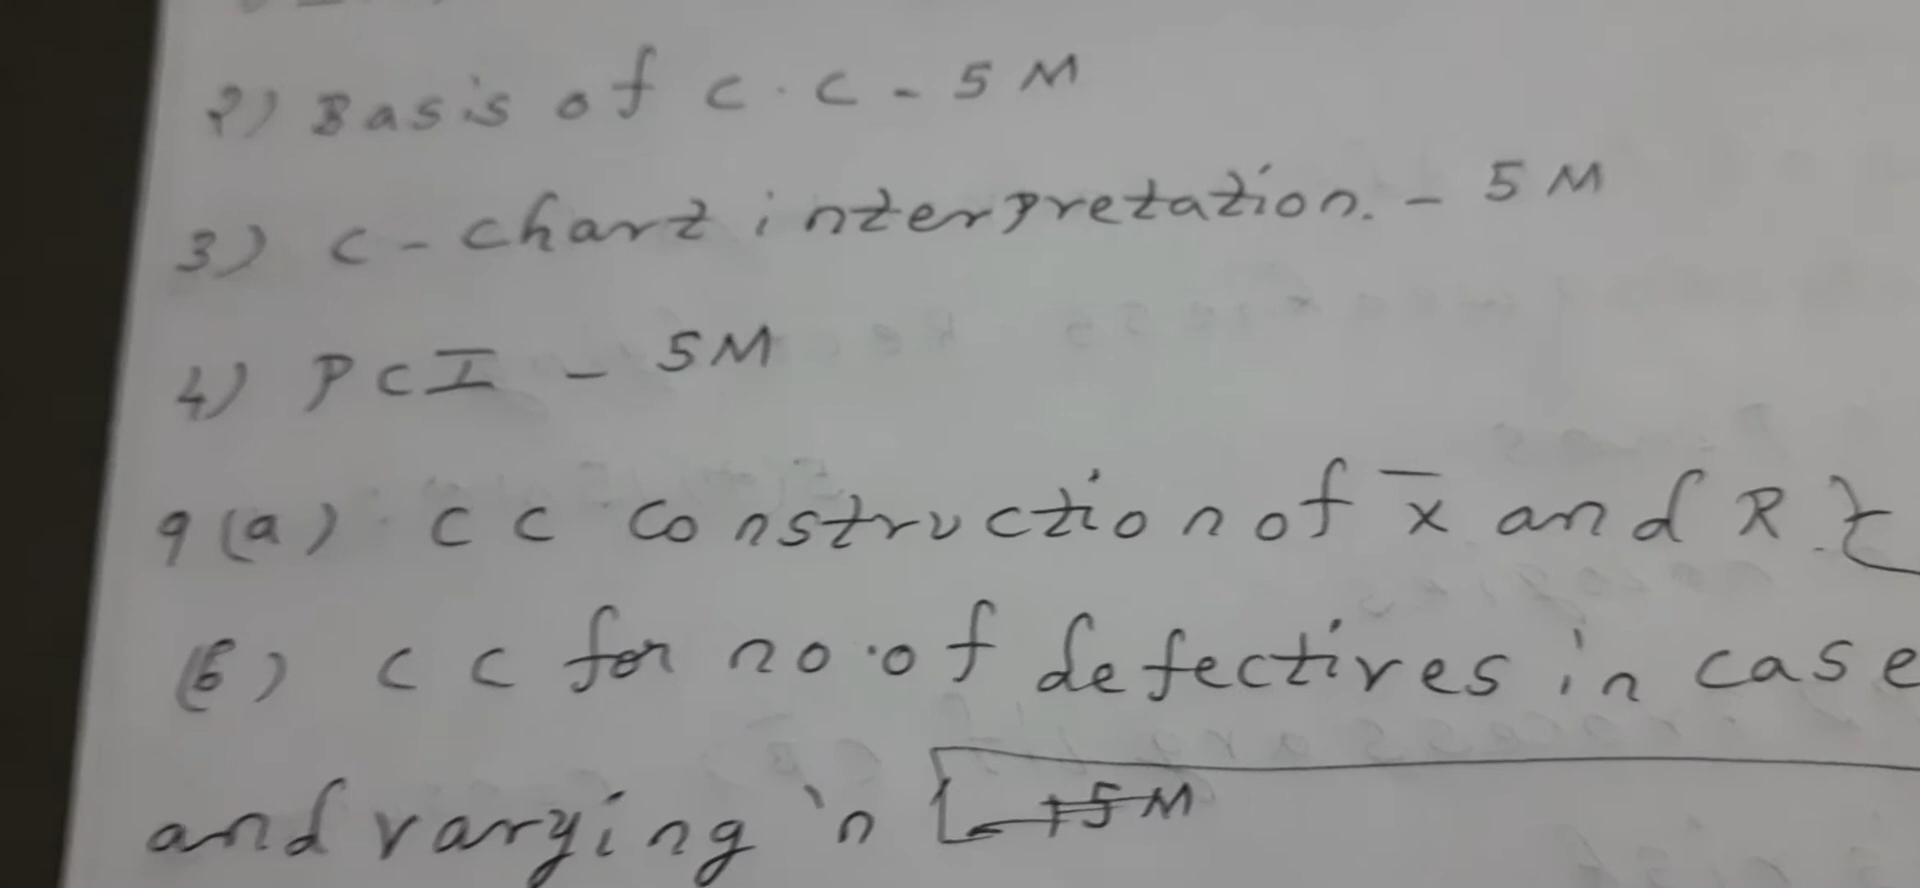 2) Basis of C.C - 5M
3) C-chart interpretation. - 5M
4) PCI - 5M
9(a) CC Construction of x̄ and R }
(b) CC for no. of defectives in case
and varying 'n